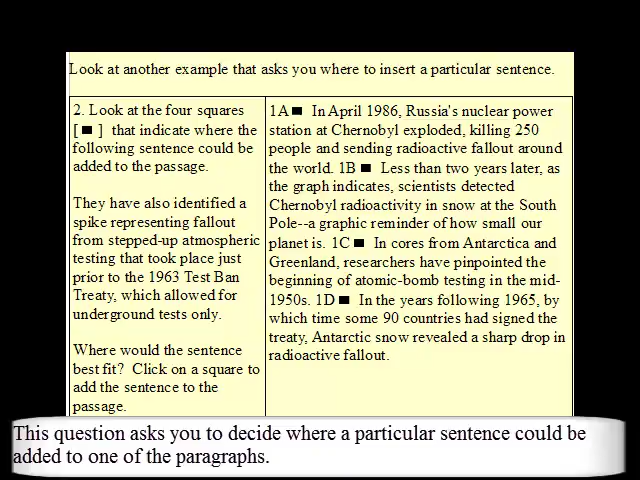 Look at another example that asks you where to insert a particular sentence.
2. Look at the four squares
[ ■ ] that indicate where the
following sentence could be
added to the passage.
They have also identified a
spike representing fallout
from stepped-up atmospheric
testing that took place just
prior to the 1963 Test Ban
Treaty, which allowed for
underground tests only.
Where would the sentence
best fit? Click on a square to
add the sentence to the
passage.
1A ■ In April 1986, Russia's nuclear power
station at Chernobyl exploded, killing 250
people and sending radioactive fallout around
the world. 1B ■ Less than two years later, as
the graph indicates, scientists detected
Chernobyl radioactivity in snow at the South
Pole--a graphic reminder of how small our
planet is. 1C ■ In cores from Antarctica and
Greenland, researchers have pinpointed the
beginning of atomic-bomb testing in the mid-
1950s. 1D ■ In the years following 1965, by
which time some 90 countries had signed the
treaty, Antarctic snow revealed a sharp drop in
radioactive fallout.
This question asks you to decide where a particular sentence could be
added to one of the paragraphs.